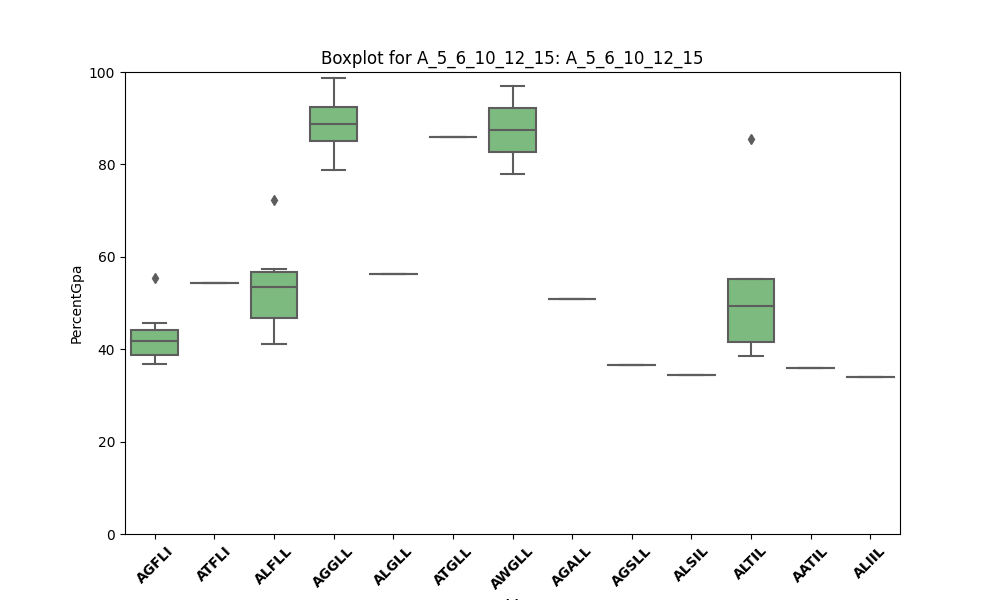 Boxplot for A_5_6_10_12_15: A_5_6_10_12_15
PercentGpa
100
80
60
40
20
0
AGFLI
ATFLI
ALFLL
AGGLL
ALGLL
ATGLL
AWGLL
AGALL
AGSLL
ALSIL
ALTIL
AATIL
ALIIL